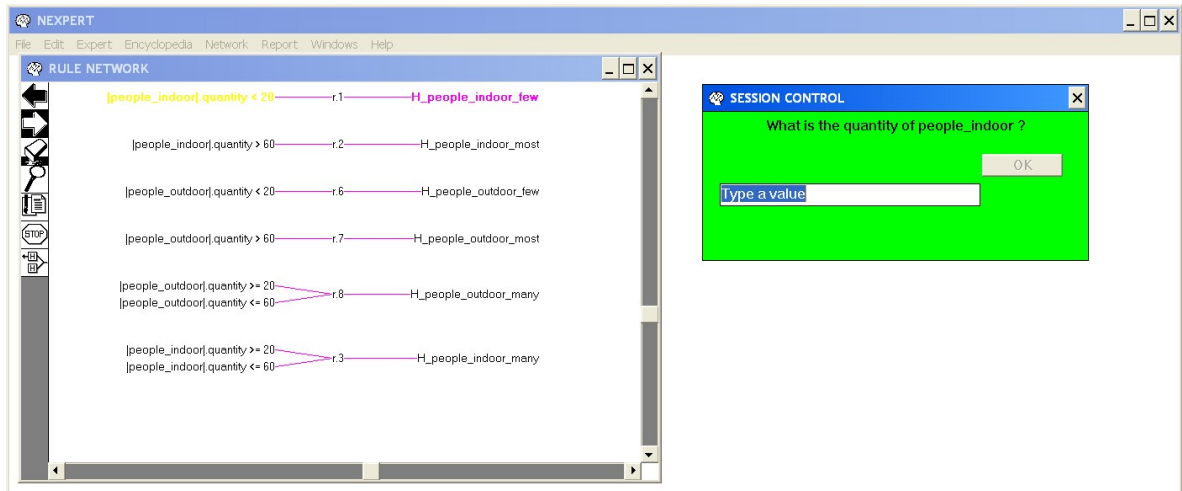 NEXPERT
File Edit Expert Encyclopedia Network Report Windows Help
RULE NETWORK
|people_indoor|.quantity < 20 r.1 H_people_indoor_few
|people_indoor|.quantity > 60 r.2 H_people_indoor_most
|people_outdoor|.quantity < 20 r.6 H_people_outdoor_few
|people_outdoor|.quantity > 60 r.7 H_people_outdoor_most
|people_outdoor|.quantity >= 20
r.8 H_people_outdoor_many
|people_outdoor|.quantity <= 60
|people_indoor|.quantity >= 20
r.3 H_people_indoor_many
|people_indoor|.quantity <= 60
STOP
H
H
SESSION CONTROL
What is the quantity of people_indoor ?
OK
Type a value